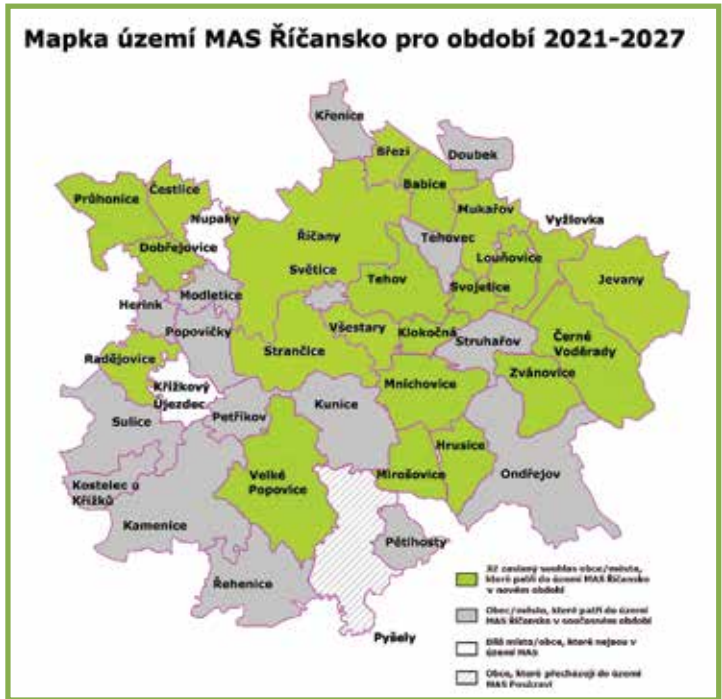 Mapka území MAS Říčansko pro období 2021-2027
Křenice
Březí
Doubek
Babice
Průhonice
Čestlice
Mukařov
Nupaky
Vyžlovka
Říčany
Tehovec
Dobřejovice
Louňovice
Světice
Tehov
Jevany
Modletice
Svojetice
Herink
Popovičky
Všestary
Klokočná
Struhařov
Černé
Voděrady
Radějovice
Strančice
Zvánovice
Křížkový
Újezdec
Mnichovice
Kunice
Petříkov
Sulice
Hrusice
Velké
Popovice
Mirošovice
Ondřejov
Kostelec u
Křížků
Kamenice
Pětihosty
Řehenice
Pyšely
Již zaslaný souhlas obce/města,
které patří do území MAS Říčansko
v novém období
Obec/město, které patří do území
MAS Říčansko v současném období
Bílá místa/obce, které nejsou v
území MAS
Obce, které přecházejí do území
MAS Posázaví